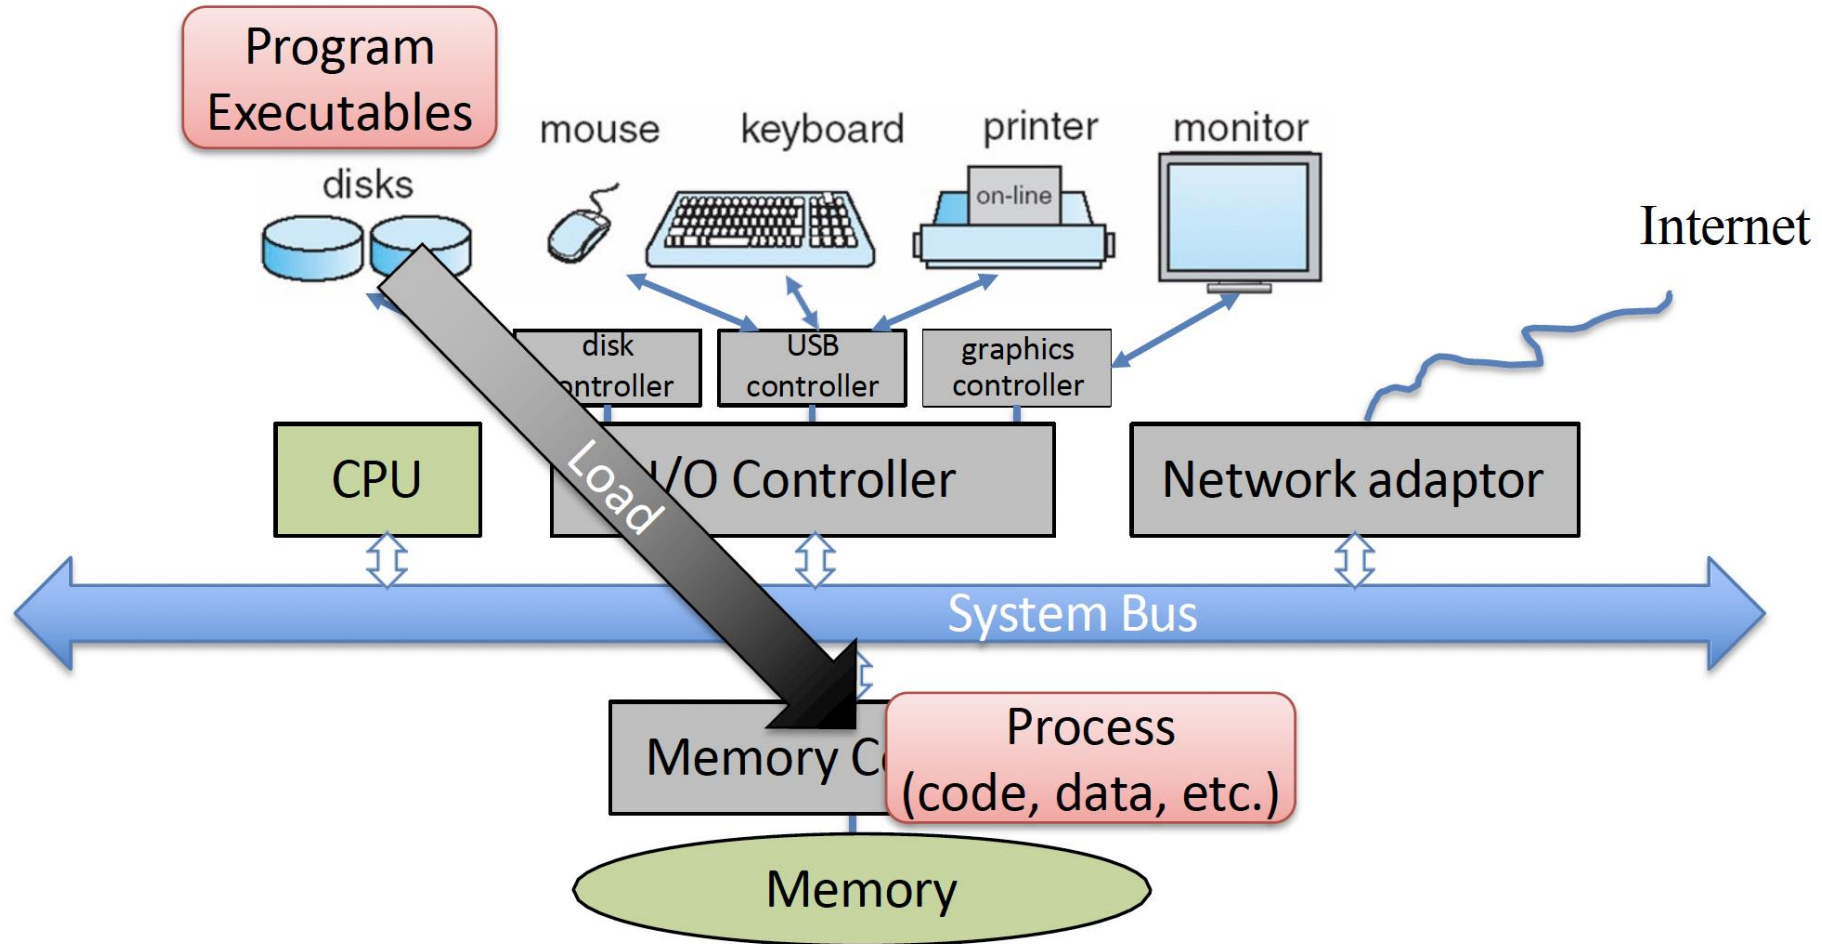 Program
Executables
disks
mouse
keyboard
printer
monitor
on-line
Internet
disk
ontroller
USB
controller
graphics
controller
CPU
Load
I/O Controller
Network adaptor
System Bus
Memory C
Process
(code, data, etc.)
Memory